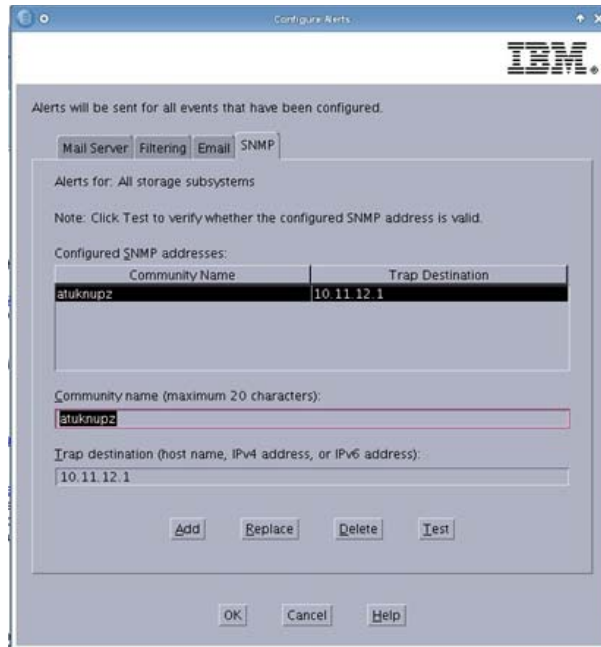 Configure Alerts
IBM
Alerts will be sent for all events that have been configured.
Mail Server Filtering Email SNMP
Alerts for: All storage subsystems
Note: Click Test to verify whether the configured SNMP address is valid.
Configured SNMP addresses:
Community Name Trap Destination
atuknupz 10.11.12.1
Community name (maximum 20 characters):
atuknupz
Trap destination (host name, IPv4 address, or IPv6 address):
10.11.12.1
Add Replace Delete Test
OK Cancel Help